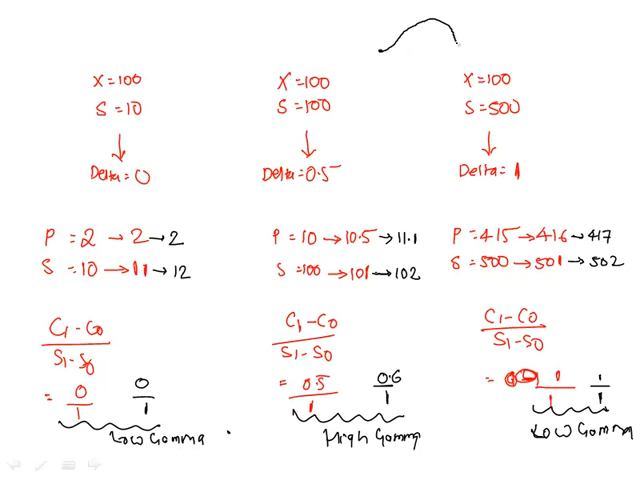 X=100
S=10
Delta=0
P = 2 → 2 → 2
S = 10 → 11 → 12
C1-C0
S1-S0
= 0 0
1 1
Low Gamma
X=100
S=100
Delta=0.5
P = 10 → 10.5 → 11.1
S = 100 → 101 → 102
C1-C0
S1-S0
= 0.5 0.6
1 1
High Gamma
X=100
S=500
Delta=1
P = 415 → 416 → 417
S = 500 → 501 → 502
C1-C0
S1-S0
= 1 1
1 1
Low Gamma